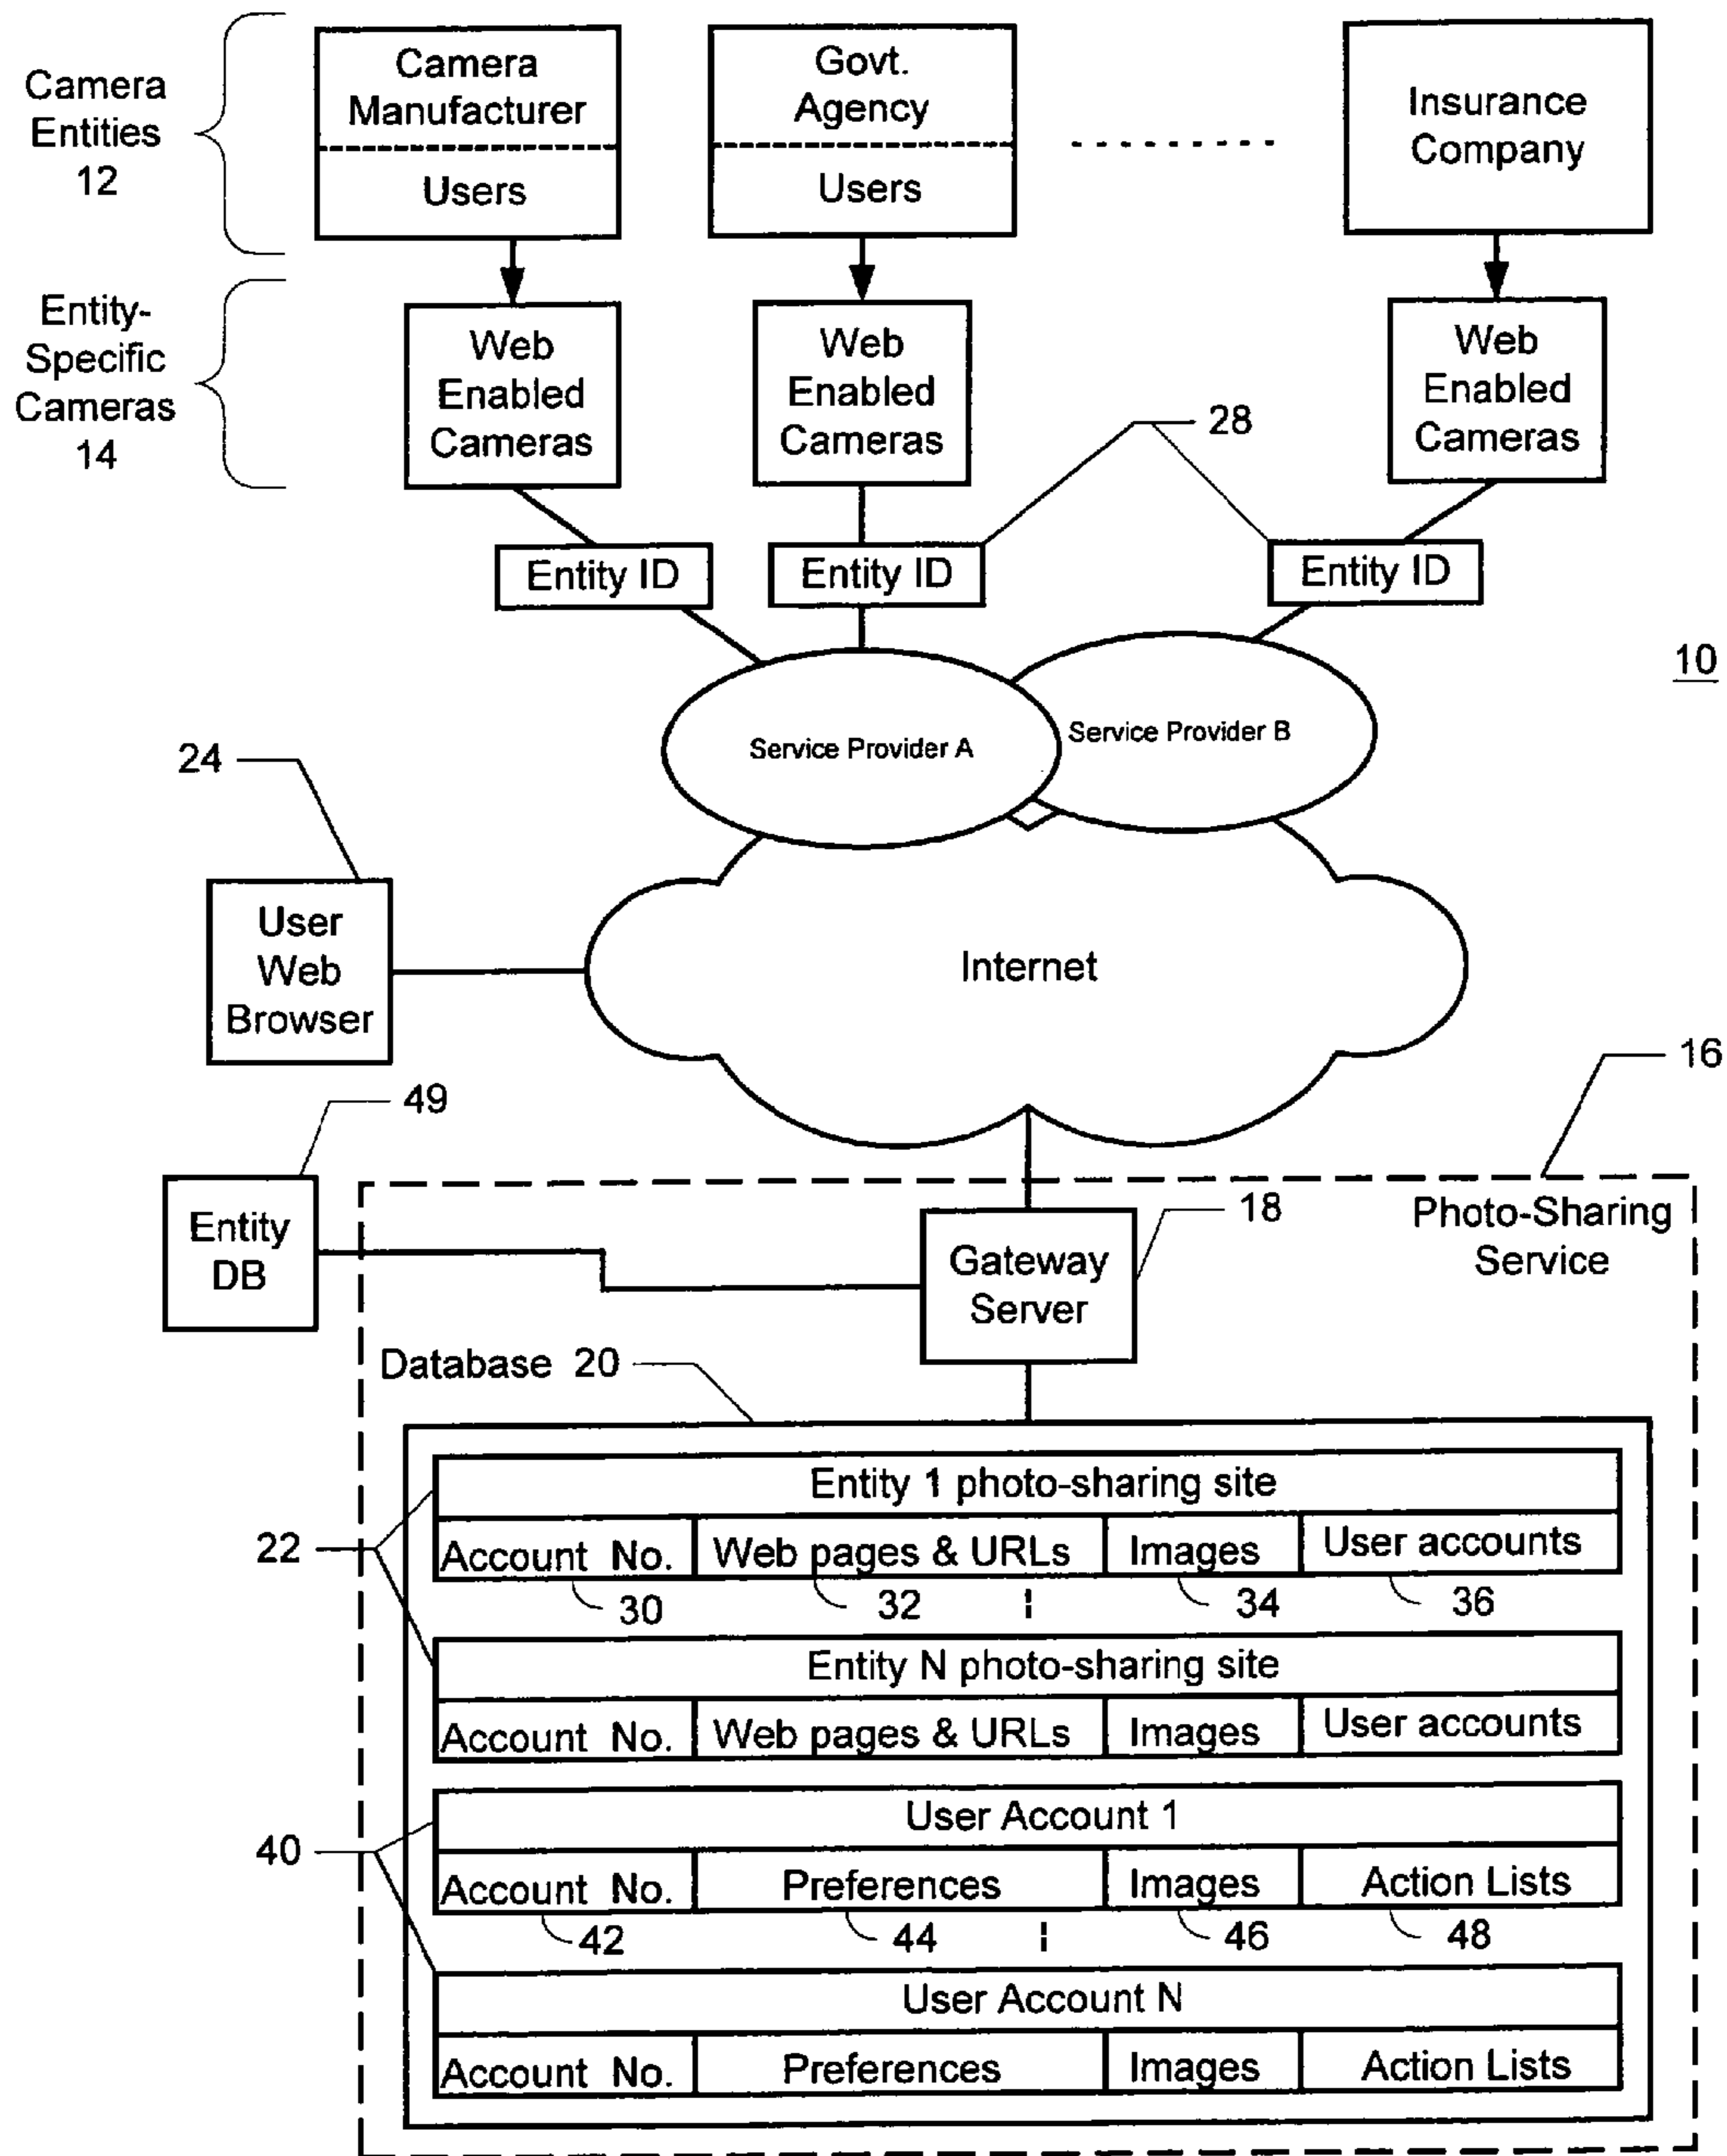 Camera
Entities
12
Camera
Manufacturer
Users
Govt.
Agency
Users
Insurance
Company
Entity-
Specific
Cameras
14
Web
Enabled
Cameras
Web
Enabled
Cameras
Web
Enabled
Cameras
28
Entity ID
Entity ID
Entity ID
10
Service Provider A
Service Provider B
24
User
Web
Browser
Internet
16
49
Entity
DB
18
Photo-Sharing
Service
Gateway
Server
Database 20
Entity 1 photo-sharing site
22
Account No.
Web pages & URLs
Images
User accounts
30
32
34
36
Entity N photo-sharing site
Account No.
Web pages & URLs
Images
User accounts
User Account 1
40
Account No.
Preferences
Images
Action Lists
42
44
46
48
User Account N
Account No.
Preferences
Images
Action Lists